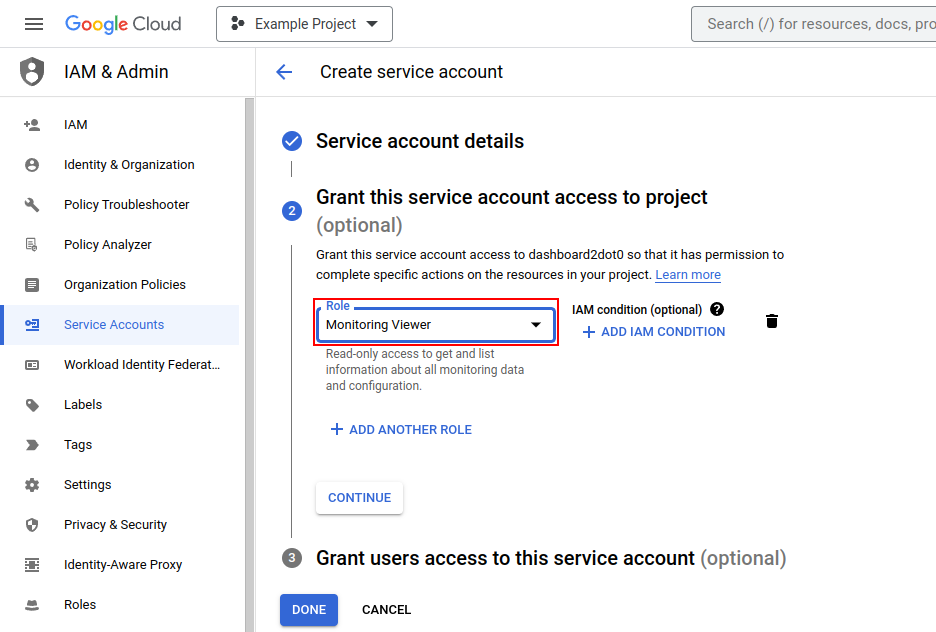 Google Cloud
Example Project
Search (/) for resources, docs, pro
IAM & Admin
Create service account
IAM
Identity & Organization
Policy Troubleshooter
Policy Analyzer
Organization Policies
Service Accounts
Workload Identity Federat...
Labels
Tags
Settings
Privacy & Security
Identity-Aware Proxy
Roles
Service account details
2
Grant this service account access to project
(optional)
Grant this service account access to dashboard2dot0 so that it has permission to
complete specific actions on the resources in your project. Learn more
Role
Monitoring Viewer
Read-only access to get and list
information about all monitoring data
and configuration.
IAM condition (optional) ?
+ ADD IAM CONDITION
+ ADD ANOTHER ROLE
CONTINUE
3 Grant users access to this service account (optional)
DONE CANCEL